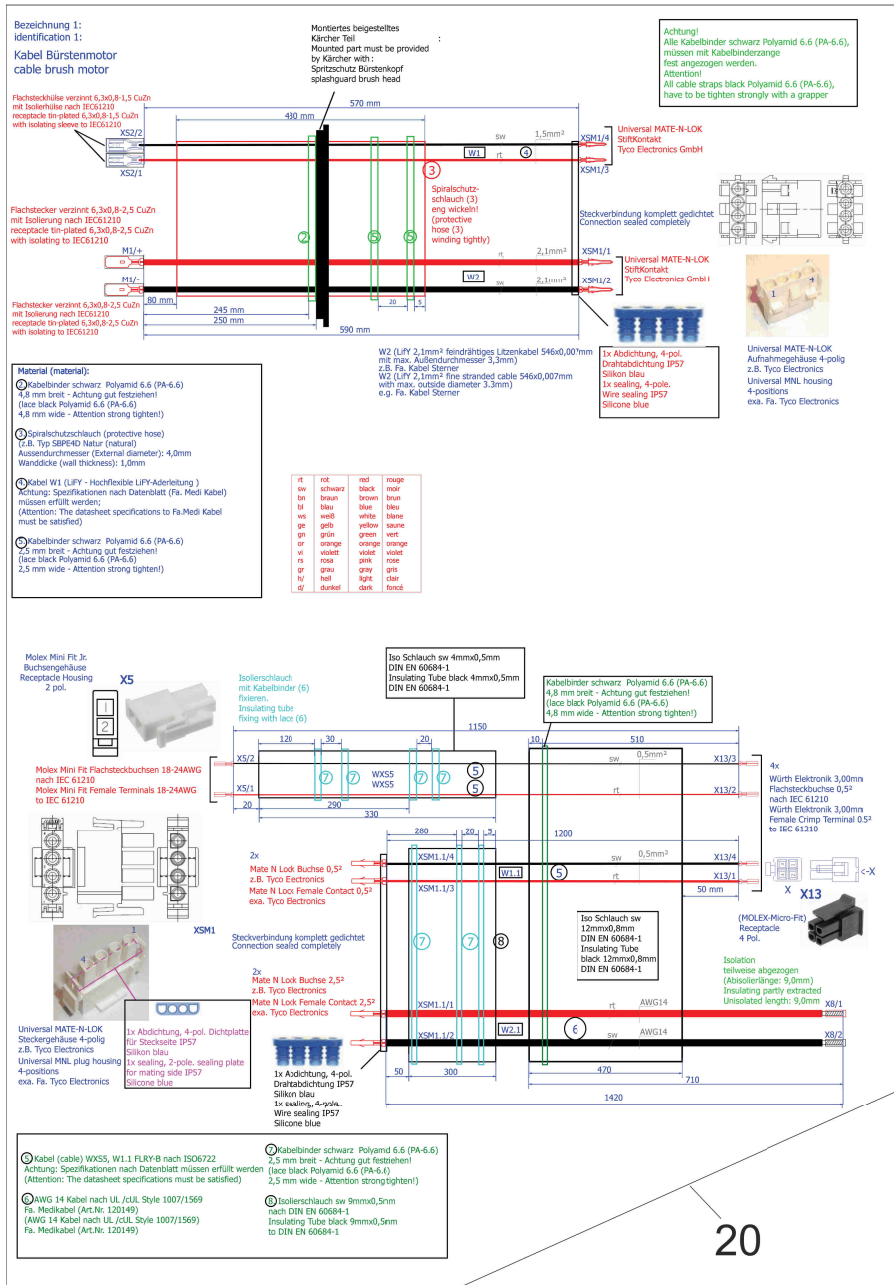 Bezeichnung 1:
identification 1:
Kabel Bürstenmotor
cable brush motor
Montiertes beigestelltes
Kärcher Teil :
Mounted part must be provided
by Kärcher with :
Spritzschutz Bürstenkopf
splashguard brush head
Achtung!
Alle Kabelbinder schwarz Polyamid 6.6 (PA-6.6),
müssen mit Kabelbinderzange
fest angezogen werden.
Attention!
All cable straps black Polyamid 6.6 (PA-6.6),
have to be tighten strongly with a grapper
Flachsteckhülse verzinnt 6,3x0,8-1,5 CuZn
mit Isolierhülse nach IEC61210
receptacle tin-plated 6,3x0,8-1,5 CuZn
with isolating sleeve to IEC61210
570 mm
430 mm
XS2/2
XS2/1
sw
1,5mm²
XSM1/4
W1
4
rt
XSM1/3
Universal MATE-N-LOK
StiftKontakt
Tyco Electronics GmbH
3
Spiralschutz-
schlauch (3)
eng wickeln!
(protective
hose (3)
winding tightly)
Steckverbindung komplett gedichtet
Connection sealed completely
Flachstecker verzinnt 6,3x0,8-2,5 CuZn
mit Isolierung nach IEC61210
receptacle tin-plated 6,3x0,8-2,5 CuZn
with isolating to IEC61210
2
5
5
M1/+
M1/-
rt
2,1mm²
XSM1/1
W2
sw
2,1mm²
XSM1/2
Universal MATE-N-LOK
StiftKontakt
Tyco Electronics GmbH
1
4
Flachstecker verzinnt 6,3x0,8-2,5 CuZn
mit Isolierung nach IEC61210
receptacle tin-plated 6,3x0,8-2,5 CuZn
with isolating to IEC61210
80 mm
245 mm
250 mm
20
5
590 mm
W2 (LifY 2,1mm² feindrähtiges Litzenkabel 546x0,007mm
mit max. Außendurchmesser 3,3mm)
z.B. Fa. Kabel Sterner
W2 (LifY 2,1mm² fine stranded cable 546x0,007mm
with max. outside diameter 3.3mm)
e.g. Fa. Kabel Sterner
1x Abdichtung, 4-pol.
Drahtabdichtung IP57
Silikon blau
1x sealing, 4-pole.
Wire sealing IP57
Silicone blue
Universal MATE-N-LOK
Aufnahmegehäuse 4-polig
z.B. Tyco Electronics
Universal MNL housing
4-positions
exa. Fa. Tyco Electronics
Material (material):
2. Kabelbinder schwarz Polyamid 6.6 (PA-6.6)
4,8 mm breit - Achtung gut festziehen!
(lace black Polyamid 6.6 (PA-6.6)
4,8 mm wide - Attention strong tighten!)
3. Spiralschutzschlauch (protective hose)
(z.B. Typ SBPE4D Natur (natural)
Aussendurchmesser (External diameter): 4,0mm
Wanddicke (wall thickness): 1,0mm
4. Kabel W1 (LiFY - Hochflexible LiFY-Aderleitung )
Achtung: Spezifikationen nach Datenblatt (Fa. Medi Kabel)
müssen erfüllt werden;
(Attention: The datasheet specifications to Fa.Medi Kabel
must be satisfied)
5. Kabelbinder schwarz Polyamid 6.6 (PA-6.6)
2,5 mm breit - Achtung gut festziehen!
(lace black Polyamid 6.6 (PA-6.6)
2,5 mm wide - Attention strong tighten!)
rt rot red rouge
sw schwarz black moir
bn braun brown brun
bl blau blue bleu
ws weiß white blane
ge gelb yellow saune
gn grün green vert
or orange orange orange
vi violett violet violet
rs rosa pink rose
gr grau gray gris
h/ hell light clair
d/ dunkel dark foncé
Molex Mini Fit Jr.
Buchsengehäuse
Receptacle Housing
2 pol.
X5
1
2
Isolierschlauch
mit Kabelbinder (6)
fixieren.
Insulating tube
fixing with lace (6)
Iso Schlauch sw 4mmx0,5mm
DIN EN 60684-1
Insulating Tube black 4mmx0,5mm
DIN EN 60684-1
Kabelbinder schwarz Polyamid 6.6 (PA-6.6)
4,8 mm breit - Achtung gut festziehen!
(lace black Polyamid 6.6 (PA-6.6)
4,8 mm wide - Attention strong tighten!)
1150
120
30
20
10
510
Molex Mini Fit Flachsteckbuchsen 18-24AWG
nach IEC 61210
Molex Mini Fit Female Terminals 18-24AWG
to IEC 61210
X5/2
X5/1
7
7
7
7
WXS5
WXS5
5
5
sw
0,5mm²
X13/3
rt
X13/2
4x
Würth Elektronik 3,00mm
Flachsteckbuchse 0,5²
nach IEC 61210
Würth Elektronik 3,00mm
Female Crimp Terminal 0.5²
to IEC 61210
20
290
330
280
20
5
1200
2x
Mate N Lock Buchse 0,5²
z.B. Tyco Electronics
Mate N Lock Female Contact 0,5²
exa. Tyco Electronics
XSM1.1/4
XSM1.1/3
W1.1
5
sw
0,5mm²
X13/4
rt
X13/1
50 mm
X
<-X
X13
(MOLEX-Micro-Fit)
Receptacle
4 Pol.
XSM1
4
1
Steckverbindung komplett gedichtet
Connection sealed completely
7
7
8
Iso Schlauch sw
12mmx0,8mm
DIN EN 60684-1
Insulating Tube
black 12mmx0,8mm
DIN EN 60684-1
Isolation
teilweise abgezogen
(Absolierlänge: 9,0mm)
Insulating partly extracted
Unisolated length: 9,0mm
2x
Mate N Lock Buchse 2,5²
z.B. Tyco Electronics
Mate N Lock Female Contact 2,5²
exa. Tyco Electronics
XSM1.1/1
XSM1.1/2
W2.1
6
rt
AWG14
X8/1
sw
AWG14
X8/2
Universal MATE-N-LOK
Steckergehäuse 4-polig
z.B. Tyco Electronics
Universal MNL plug housing
4-positions
exa. Fa. Tyco Electronics
1x Abdichtung, 4-pol. Dichtplatte
für Steckseite IP57
Silikon blau
1x sealing, 2-pole. sealing plate
for mating side IP57
Silicone blue
1x Abdichtung, 4-pol.
Drahtabdichtung IP57
Silikon blau
1x sealing, 4-pole.
Wire sealing IP57
Silicone blue
50
300
470
710
1420
5 Kabel (cable) WXS5, W1.1 FLRY-B nach ISO6722
Achtung: Spezifikationen nach Datenblatt müssen erfüllt werden
(Attention: The datasheet specifications must be satisfied)
6. AWG 14 Kabel nach UL /cUL Style 1007/1569
Fa. Medikabel (Art.Nr. 120149)
(AWG 14 Kabel nach UL /cUL Style 1007/1569)
Fa. Medikabel (Art.Nr. 120149)
7. Kabelbinder schwarz Polyamd 6.6 (PA-6.6)
2,5 mm breit - Achtung gut festziehen!
(lace black Polyamid 6.6 (PA-6.6)
2,5 mm wide - Attention strong tighten!)
8. Isolierschlauch sw 9mmx0,5mm
nach DIN EN 60684-1
Insulating Tube black 9mmx0,5mm
to DIN EN 60684-1
20